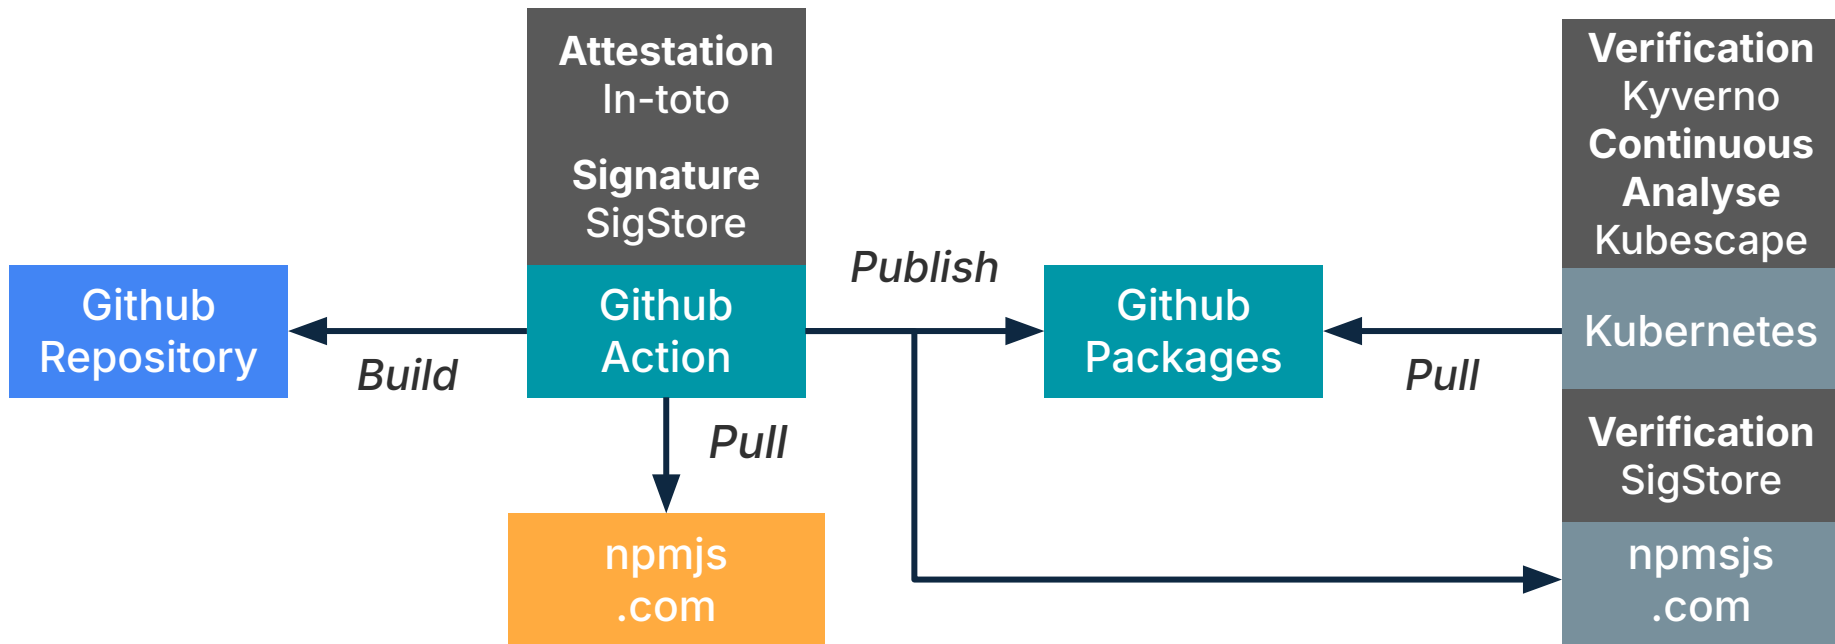 Attestation
In-toto
Signature
SigStore
Verification
Kyverno
Continuous
Analyse
Kubescape
Github
Repository
Build
Github
Action
Publish
Github
Packages
Pull
Kubernetes
Pull
Verification
SigStore
npmjs
.com
npmsjs
.com